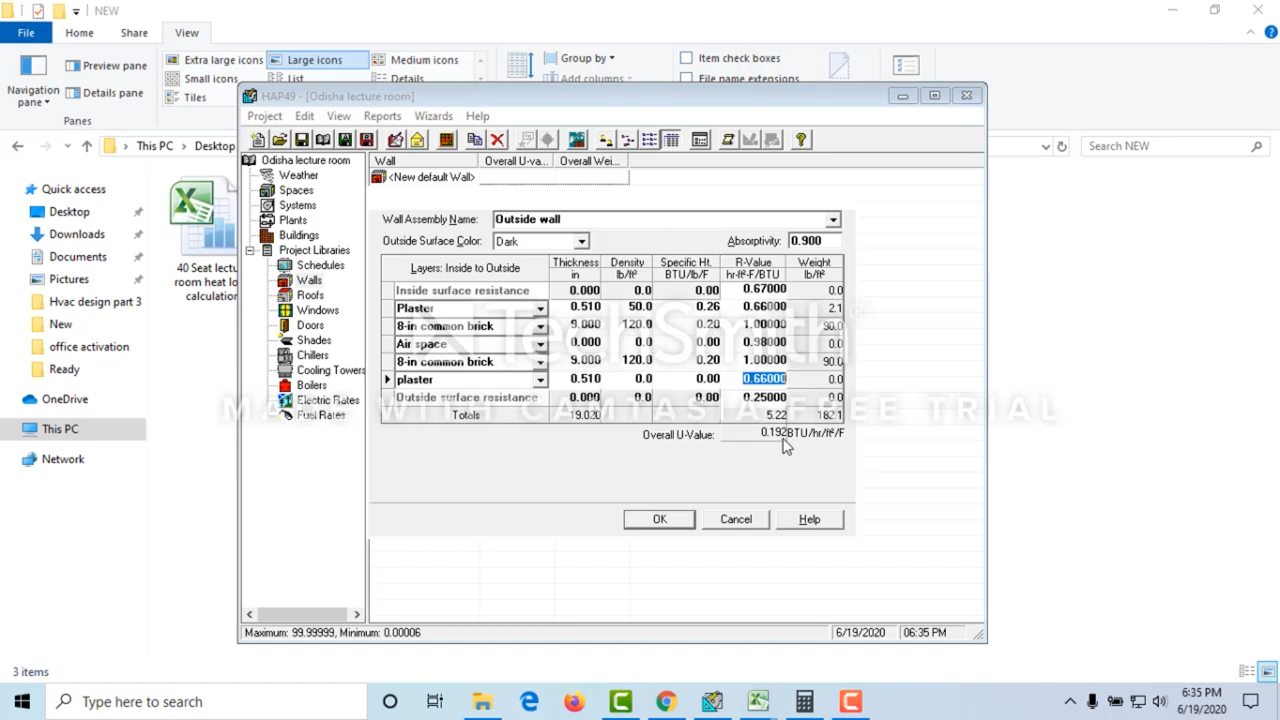 NEW
File Home Share View
Extra large icons Large icons Medium icons
Small icons List Details
Tiles
Preview pane
Details pane
Navigation pane
Panes
Group by
Add columns
Item check boxes
File name extensions
This PC Desktop
Search NEW
Quick access
Desktop
Downloads
Documents
Pictures
Hvac design part 3
New
office activation
Ready
OneDrive
This PC
Network
40 Seat lectu
room heat lo
calculation
HAP49 - [Odisha lecture room]
Project Edit View Reports Wizards Help
Odisha lecture room
Weather
Spaces
Systems
Plants
Buildings
Project Libraries
Schedules
Walls
Roofs
Windows
Doors
Shades
Chillers
Cooling Towers
Boilers
Electric Rates
Fuel Rates
Wall Overall U-va... Overall Wei...
<New default Wall>
Wall Assembly Name: Outside wall
Outside Surface Color: Dark Absorptivity: 0.900
Layers: Inside to Outside Thickness in Density lb/ft² Specific Ht. BTU/lb/F R-Value hr-ft²-F/BTU Weight lb/ft²
Inside surface resistance 0.000 0.0 0.00 0.67000 0.0
Plaster 0.510 50.0 0.26 0.66000 2.1
8-in common brick 9.000 120.0 0.20 1.00000 90.0
Air space 0.000 0.0 0.00 0.98000 0.0
8-in common brick 9.000 120.0 0.20 1.00000 90.0
plaster 0.510 0.0 0.00 0.66000 0.0
Outside surface resistance 0.000 0.0 0.00 0.25000 0.0
Totals 19.020 5.22 182.1
Overall U-Value: 0.192 BTU/hr/ft²/F
OK Cancel Help
TechSmith
MADE WITH CAMTASIA FREE TRIAL
Maximum: 99.99999, Minimum: 0.00006 6/19/2020 06:35 PM
3 items
Type here to search
6:35 PM
6/19/2020